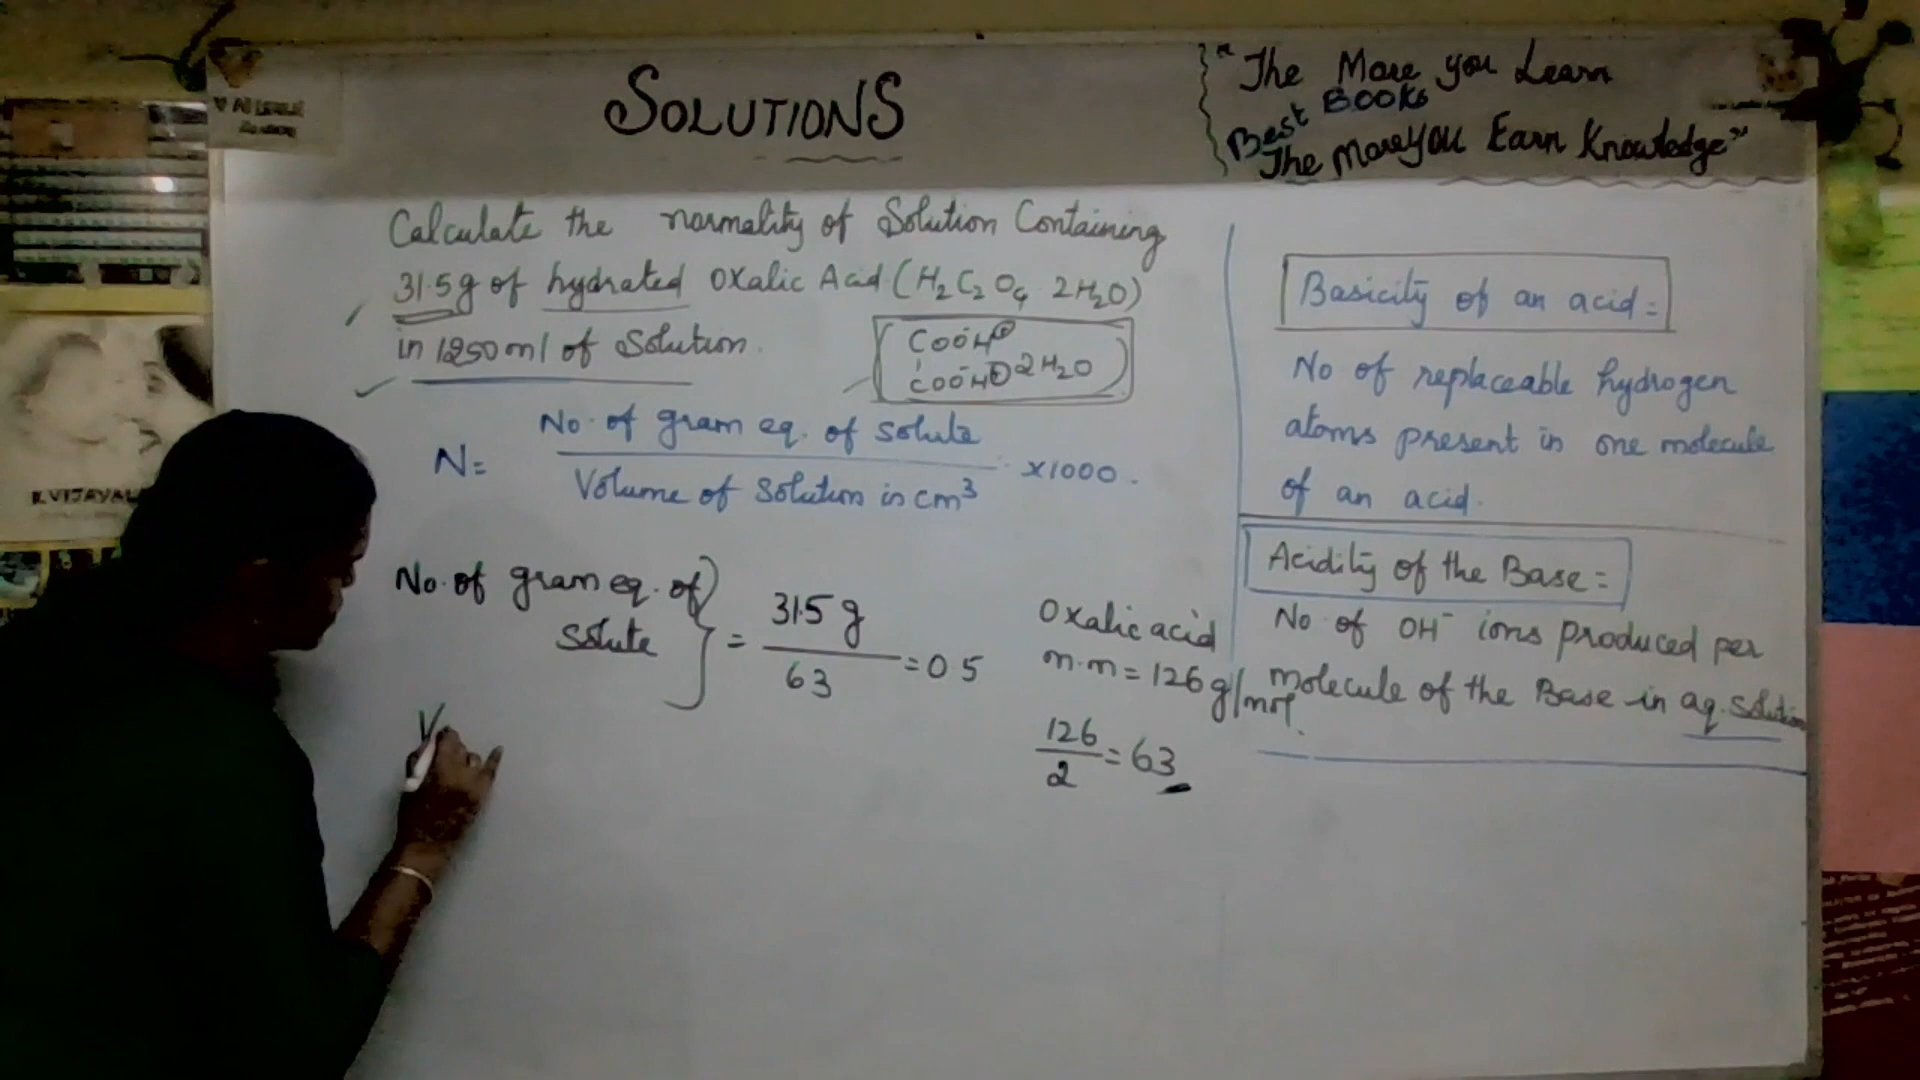 SOLUTIONS
"The More you Learn
Best Books
The More YOU Earn Knowledge"
Calculate the normality of Solution Containing
31.5g of hydrated Oxalic Acid (H₂C₂O₄ 2H₂O)
in 1250 ml of Solution.
COOH
COOH 2H₂O
N = No. of gram eq. of solute / Volume of Solution in cm³ × 1000.
No. of gram eq. of solute } = 31.5 g / 63 = 0.5
V
Oxalic acid
m.m = 126 g/mol.
126 / 2 = 63
Basicity of an acid =
No of replaceable hydrogen
atoms present in one molecule
of an acid.
Acidity of the Base =
No of OH⁻ ions produced per
molecule of the Base in aq. solution